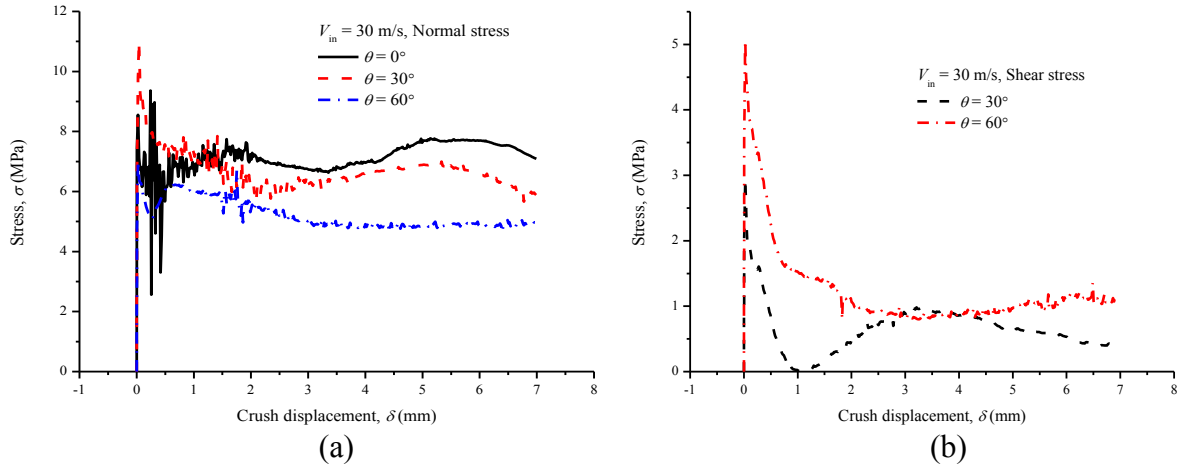 V_in = 30 m/s, Normal stress
θ = 0°
θ = 30°
θ = 60°
12
10
8
6
4
2
0
Stress, σ (MPa)
-1 0 1 2 3 4 5 6 7 8
Crush displacement, δ (mm)
(a)
V_in = 30 m/s, Shear stress
θ = 30°
θ = 60°
5
4
3
2
1
0
Stress, σ (MPa)
-1 0 1 2 3 4 5 6 7 8
Crush displacement, δ (mm)
(b)